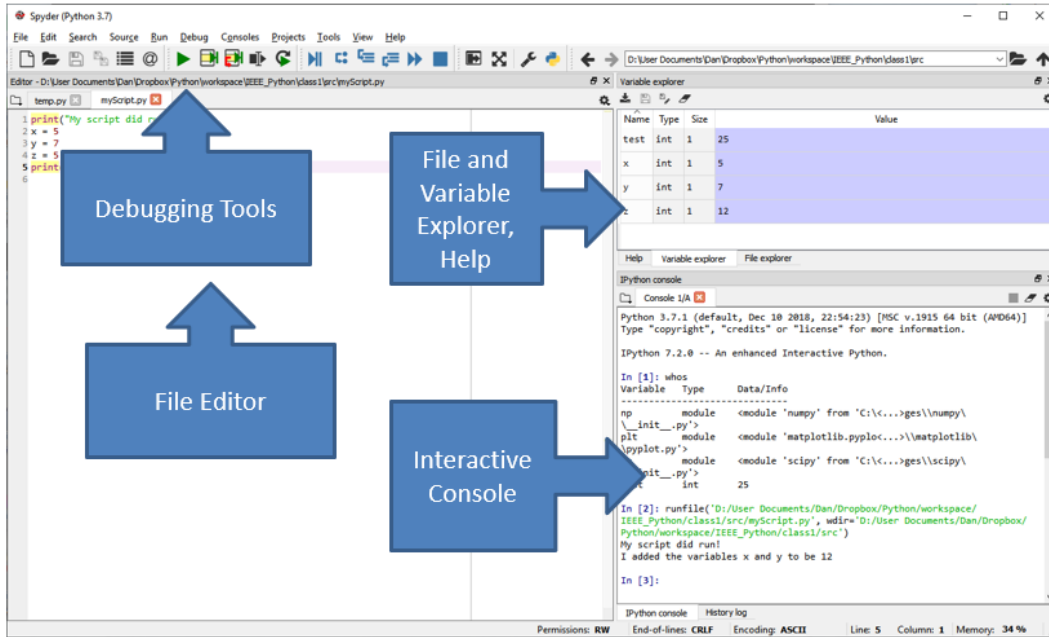 Spyder (Python 3.7)
File Edit Search Source Run Debug Consoles Projects Tools View Help
D:\User Documents\Dan\Dropbox\Python\workspace\IEEE_Python\class1\src
Editor - D:\User Documents\Dan\Dropbox\Python\workspace\IEEE_Python\class1\src\myScript.py
temp.py myScript.py
1 print("My script did
2 x = 5
3 y = 7
4 z = 5
5 print
6
Debugging Tools
File Editor
File and
Variable
Explorer,
Help
Interactive
Console
Variable explorer
Name Type Size Value
test int 1 25
x int 1 5
y int 1 7
int 1 12
Help Variable explorer File explorer
IPython console
Console 1/A
Python 3.7.1 (default, Dec 10 2018, 22:54:23) [MSC v.1915 64 bit (AMD64)]
Type "copyright", "credits" or "license" for more information.
IPython 7.2.0 -- An enhanced Interactive Python.
In [1]: whos
Variable Type Data/Info
-------------------------------
np module <module 'numpy' from 'C:\<...>ges\\numpy\
\__init__.py'>
plt module <module 'matplotlib.pyplo<...>\\matplotlib\
\pyplot.py'>
module <module 'scipy' from 'C:\<...>ges\\scipy\
init__.py'>
int 25
In [2]: runfile('D:/User Documents/Dan/Dropbox/Python/workspace/
IEEE_Python/class1/src/myScript.py', wdir='D:/User Documents/Dan/Dropbox/
Python/workspace/IEEE_Python/class1/src')
My script did run!
I added the variables x and y to be 12
In [3]:
IPython console History log
Permissions: RW End-of-lines: CRLF Encoding: ASCII Line: 5 Column: 1 Memory: 34 %